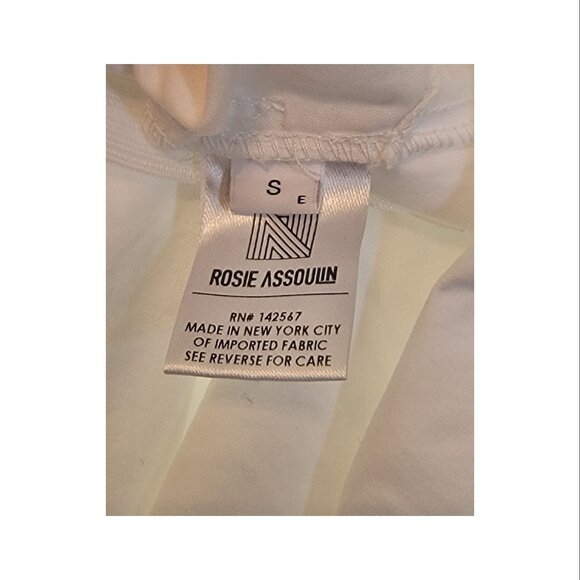 S
E
ROSIE ASSOULIN
RN# 142567
MADE IN NEW YORK CITY
OF IMPORTED FABRIC
SEE REVERSE FOR CARE